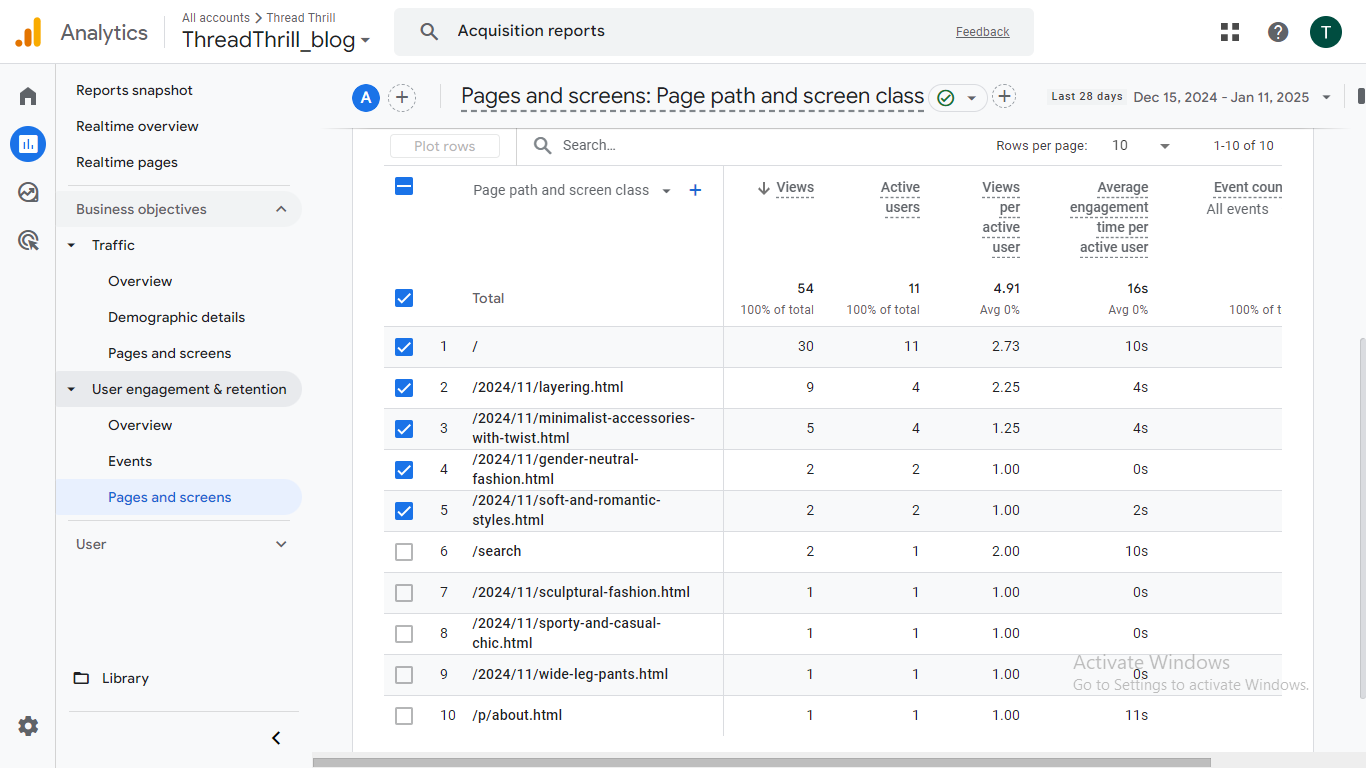 Analytics
All accounts > Thread Thrill
ThreadThrill_blog
Acquisition reports
Feedback
T
Reports snapshot
Realtime overview
Realtime pages
Business objectives
Traffic
Overview
Demographic details
Pages and screens
User engagement & retention
Overview
Events
Pages and screens
User
Library
A
Pages and screens: Page path and screen class
Last 28 days Dec 15, 2024 - Jan 11, 2025
Plot rows
Search...
Rows per page: 10 1-10 of 10
Page path and screen class
Views
Active
users
Views
per
active
user
Average
engagement
time per
active user
Event coun
All events
Total 54 11 4.91 16s
100% of total 100% of total Avg 0% Avg 0% 100% of t
1 / 30 11 2.73 10s
2 /2024/11/layering.html 9 4 2.25 4s
3 /2024/11/minimalist-accessories-
with-twist.html 5 4 1.25 4s
4 /2024/11/gender-neutral-
fashion.html 2 2 1.00 0s
5 /2024/11/soft-and-romantic-
styles.html 2 2 1.00 2s
6 /search 2 1 2.00 10s
7 /2024/11/sculptural-fashion.html 1 1 1.00 0s
8 /2024/11/sporty-and-casual-
chic.html 1 1 1.00 0s
9 /2024/11/wide-leg-pants.html 1 1 1.00 0s
10 /p/about.html 1 1 1.00 11s
Activate Windows
Go to Settings to activate Windows.